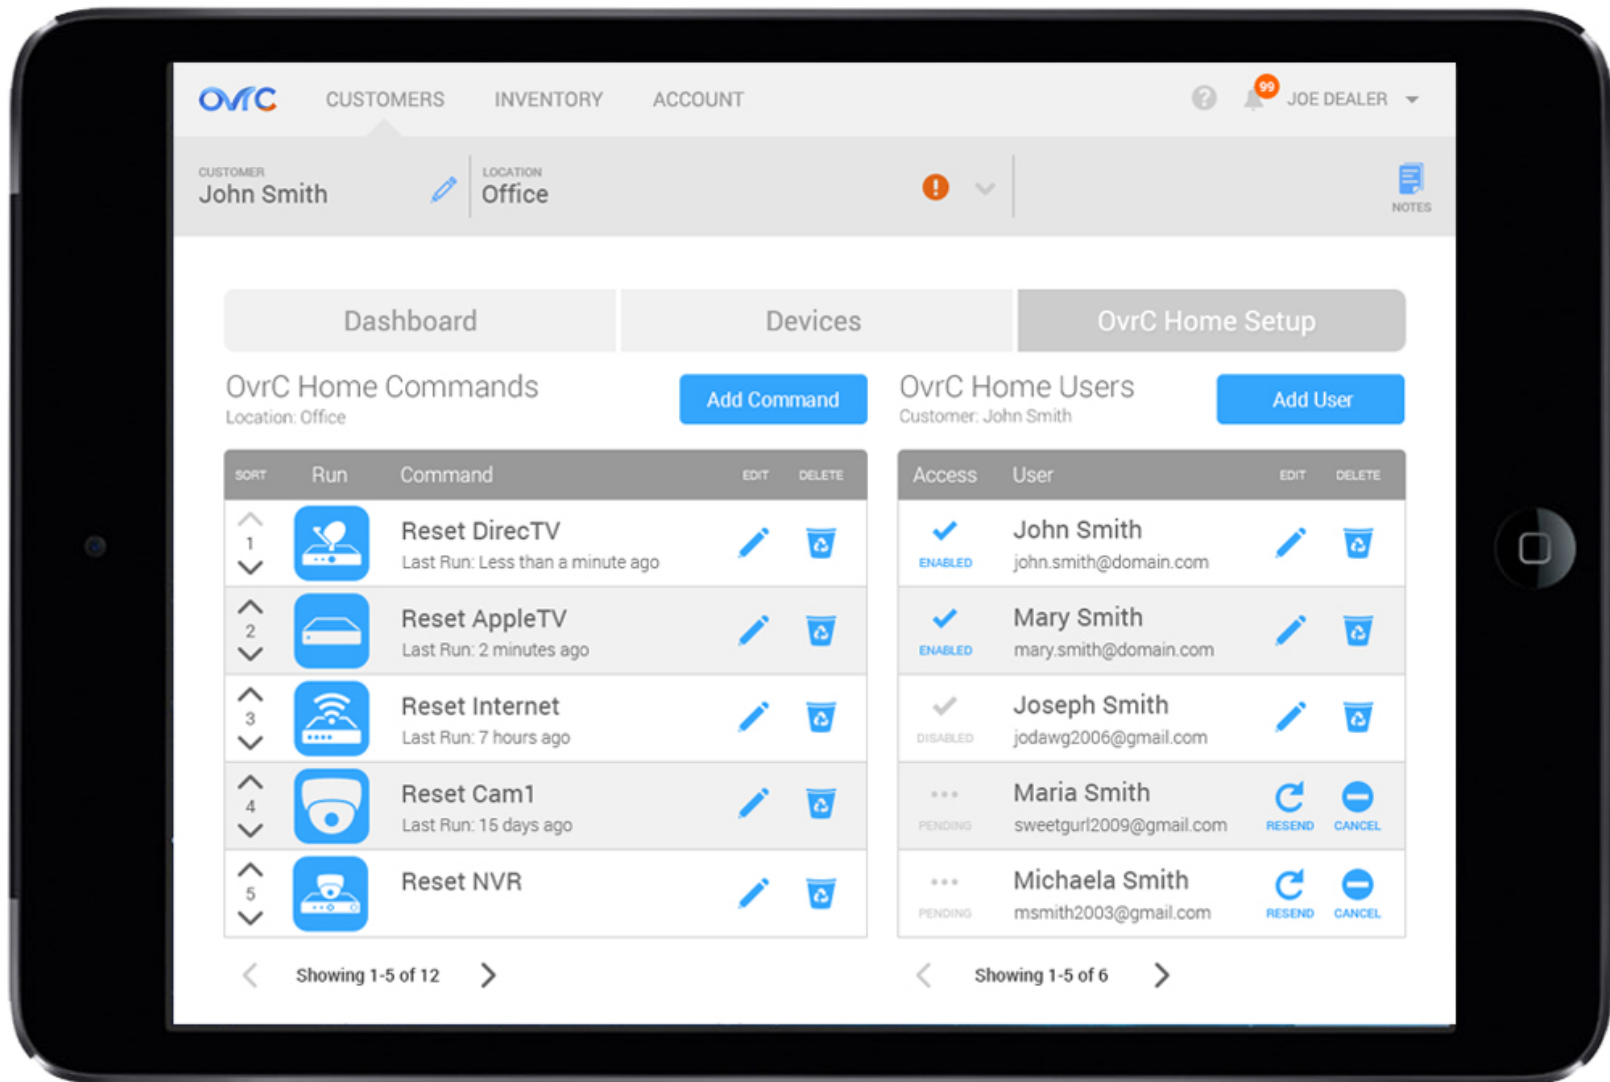 OvrC
CUSTOMERS
INVENTORY
ACCOUNT
?
99
JOE DEALER
CUSTOMER
John Smith
LOCATION
Office
!
NOTES
Dashboard
Devices
OvrC Home Setup
OvrC Home Commands
Location: Office
Add Command
SORT Run Command EDIT DELETE
1
Reset DirecTV
Last Run: Less than a minute ago
2
Reset AppleTV
Last Run: 2 minutes ago
3
Reset Internet
Last Run: 7 hours ago
4
Reset Cam1
Last Run: 15 days ago
5
Reset NVR
Showing 1-5 of 12
OvrC Home Users
Customer: John Smith
Add User
Access User EDIT DELETE
John Smith
ENABLED john.smith@domain.com
Mary Smith
ENABLED mary.smith@domain.com
Joseph Smith
DISABLED jodawg2006@gmail.com
Maria Smith
PENDING sweetgurl2009@gmail.com RESEND CANCEL
Michaela Smith
PENDING msmith2003@gmail.com RESEND CANCEL
Showing 1-5 of 6